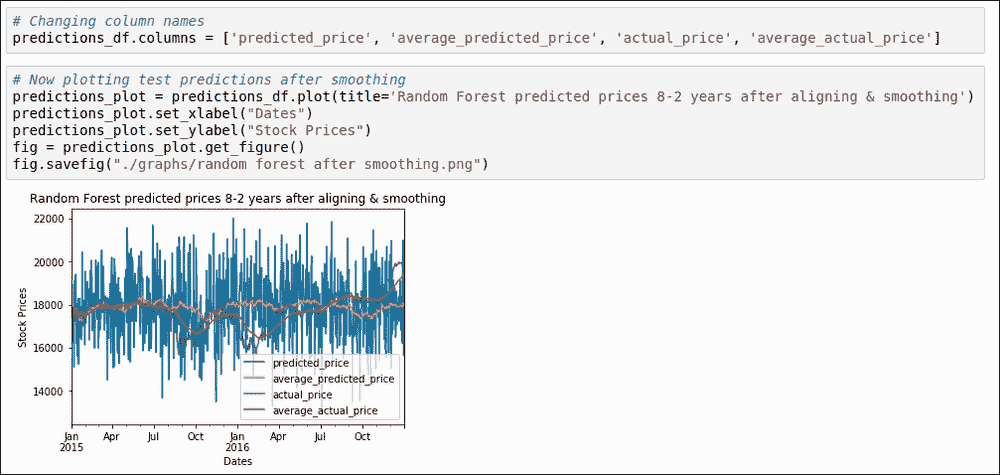 # Changing column names
predictions_df.columns = ['predicted_price', 'average_predicted_price', 'actual_price', 'average_actual_price']
# Now plotting test predictions after smoothing
predictions_plot = predictions_df.plot(title='Random Forest predicted prices 8-2 years after aligning & smoothing')
predictions_plot.set_xlabel("Dates")
predictions_plot.set_ylabel("Stock Prices")
fig = predictions_plot.get_figure()
fig.savefig("./graphs/random forest after smoothing.png")
Random Forest predicted prices 8-2 years after aligning & smoothing
22000
20000
18000
16000
14000
Stock Prices
predicted_price
average_predicted_price
actual_price
average_actual_price
Jan Apr Jul Oct Jan Apr Jul Oct
2015 2016
Dates